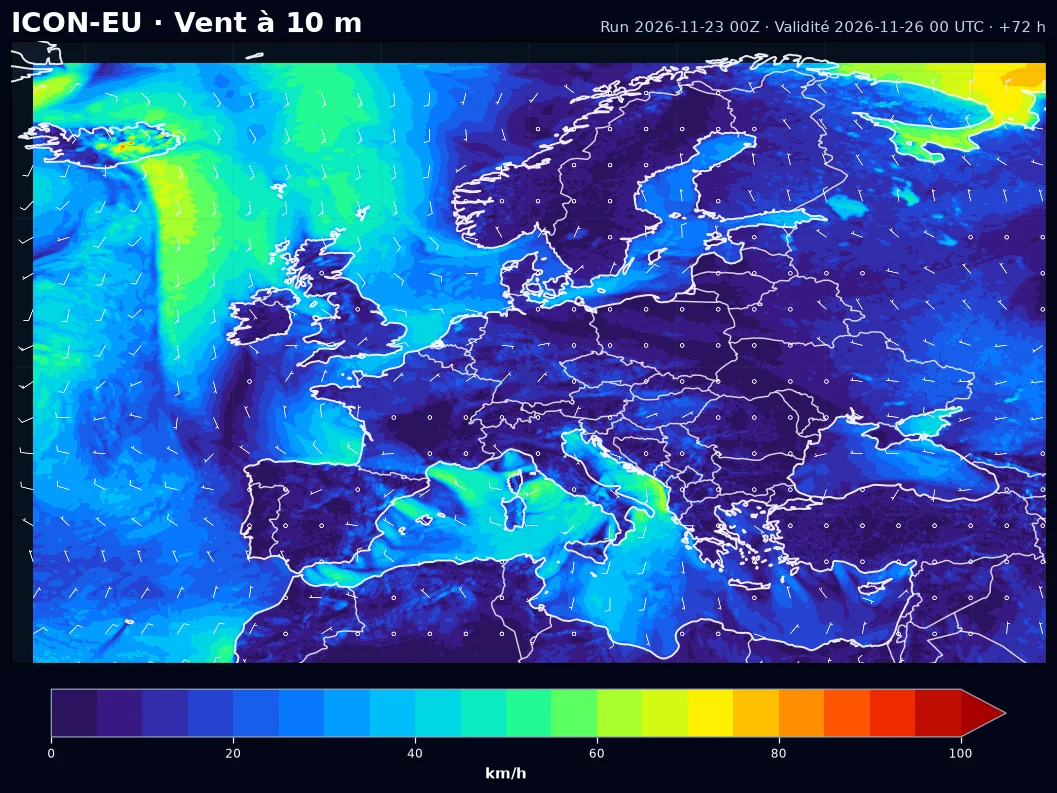 ICON-EU · Vent à 10 m
Run 2026-11-23 00Z · Validité 2026-11-26 00 UTC · +72 h
0 20 40 60 80 100
km/h